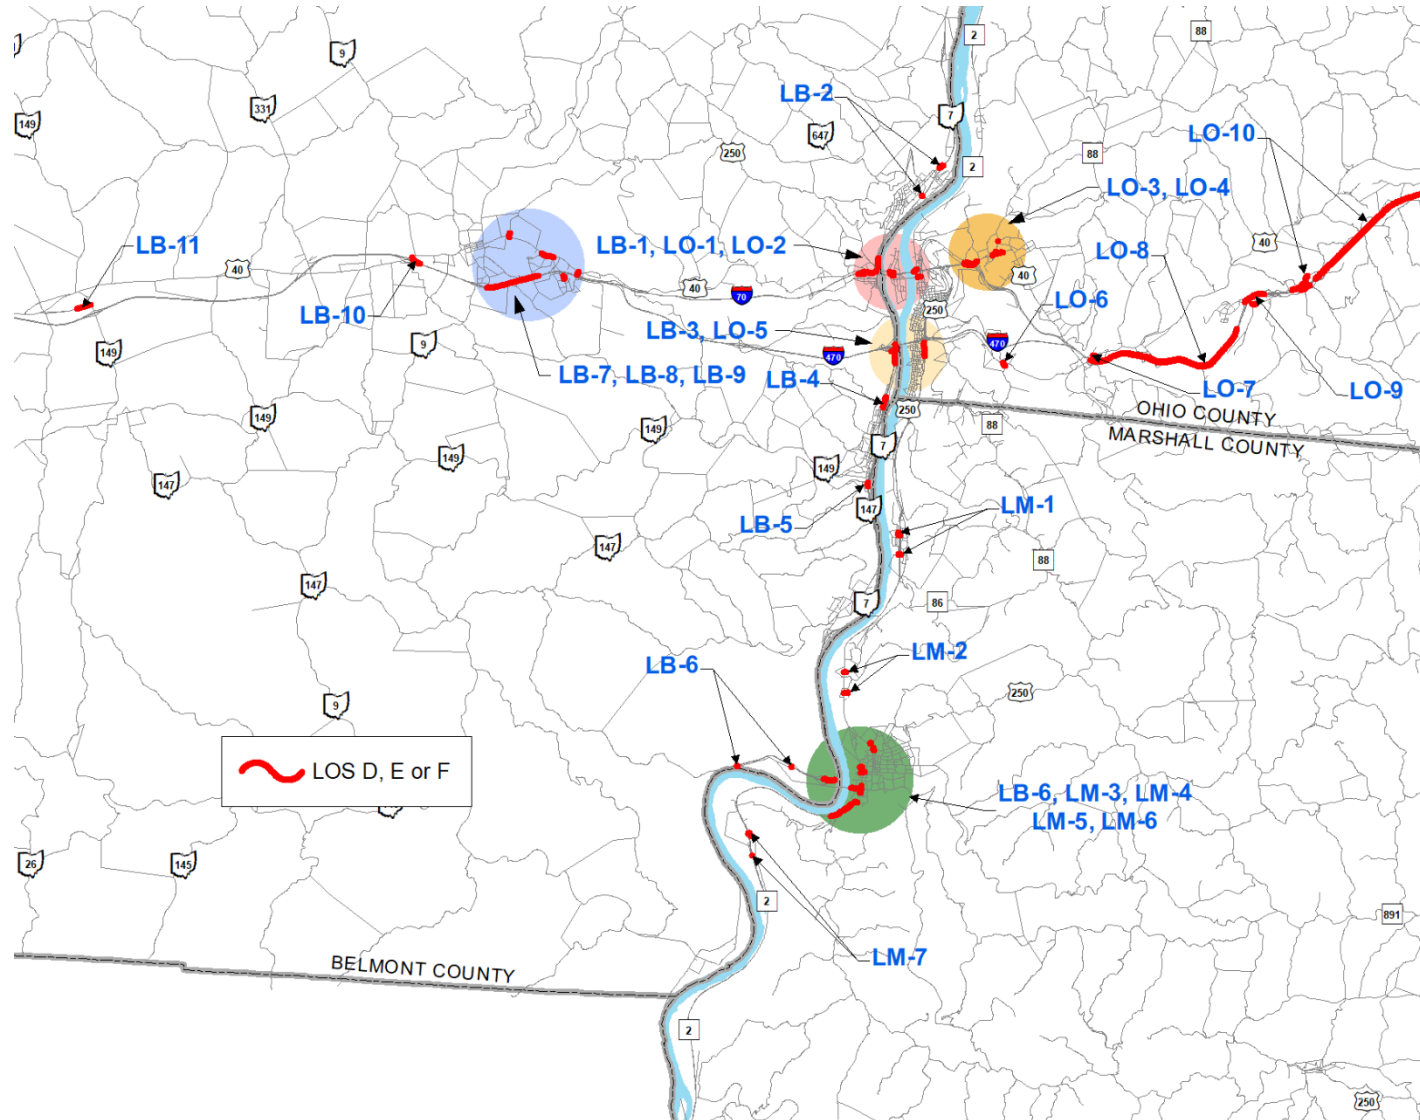 2
88
9
LB-2
331
7
149
647
LO-10
250
88
2
LO-3, LO-4
LB-11
LB-1, LO-1, LO-2
LO-8
40
40
40
40
70
LO-6
LB-10
250
LB-3, LO-5
9
470
470
149
LB-7, LB-8, LB-9
LB-4
LO-7
LO-9
250
OHIO COUNTY
149
88
149
MARSHALL COUNTY
7
149
149
147
LM-1
147
LB-5
147
88
147
7
86
LM-2
LB-6
250
9
LOS D, E or F
LB-6, LM-3, LM-4
LM-5, LM-6
26
145
2
891
LM-7
BELMONT COUNTY
2
250